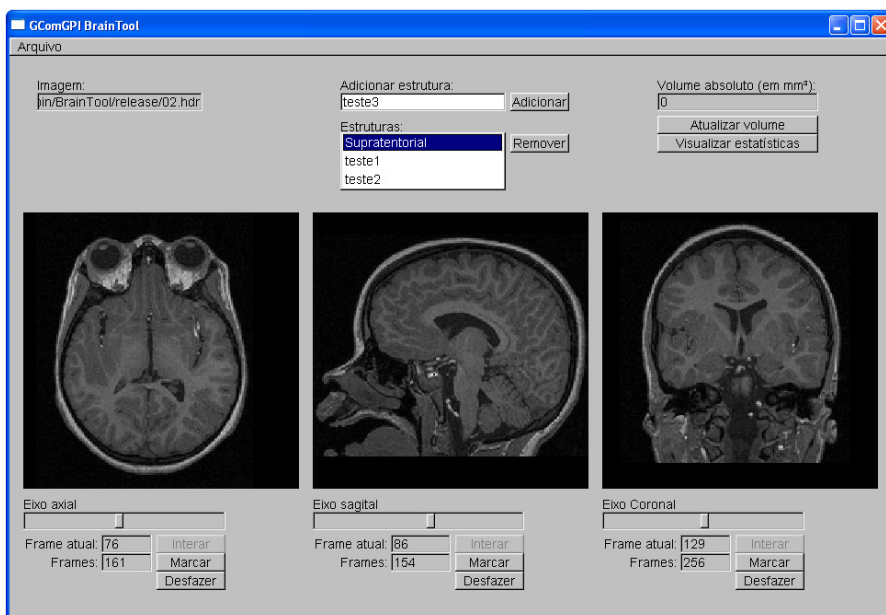 GComGPI BrainTool
Arquivo
Imagem:
in/BrainTool/release/02.hdr
Adicionar estrutura:
teste3
Adicionar
Estruturas:
Supratentorial
teste1
teste2
Remover
Volume absoluto (em mm³):
0
Atualizar volume
Visualizar estatísticas
Eixo axial
Frame atual: 76
Interar
Frames: 161
Marcar
Desfazer
Eixo sagital
Frame atual: 86
Interar
Frames: 154
Marcar
Desfazer
Eixo Coronal
Frame atual: 129
Interar
Frames: 256
Marcar
Desfazer